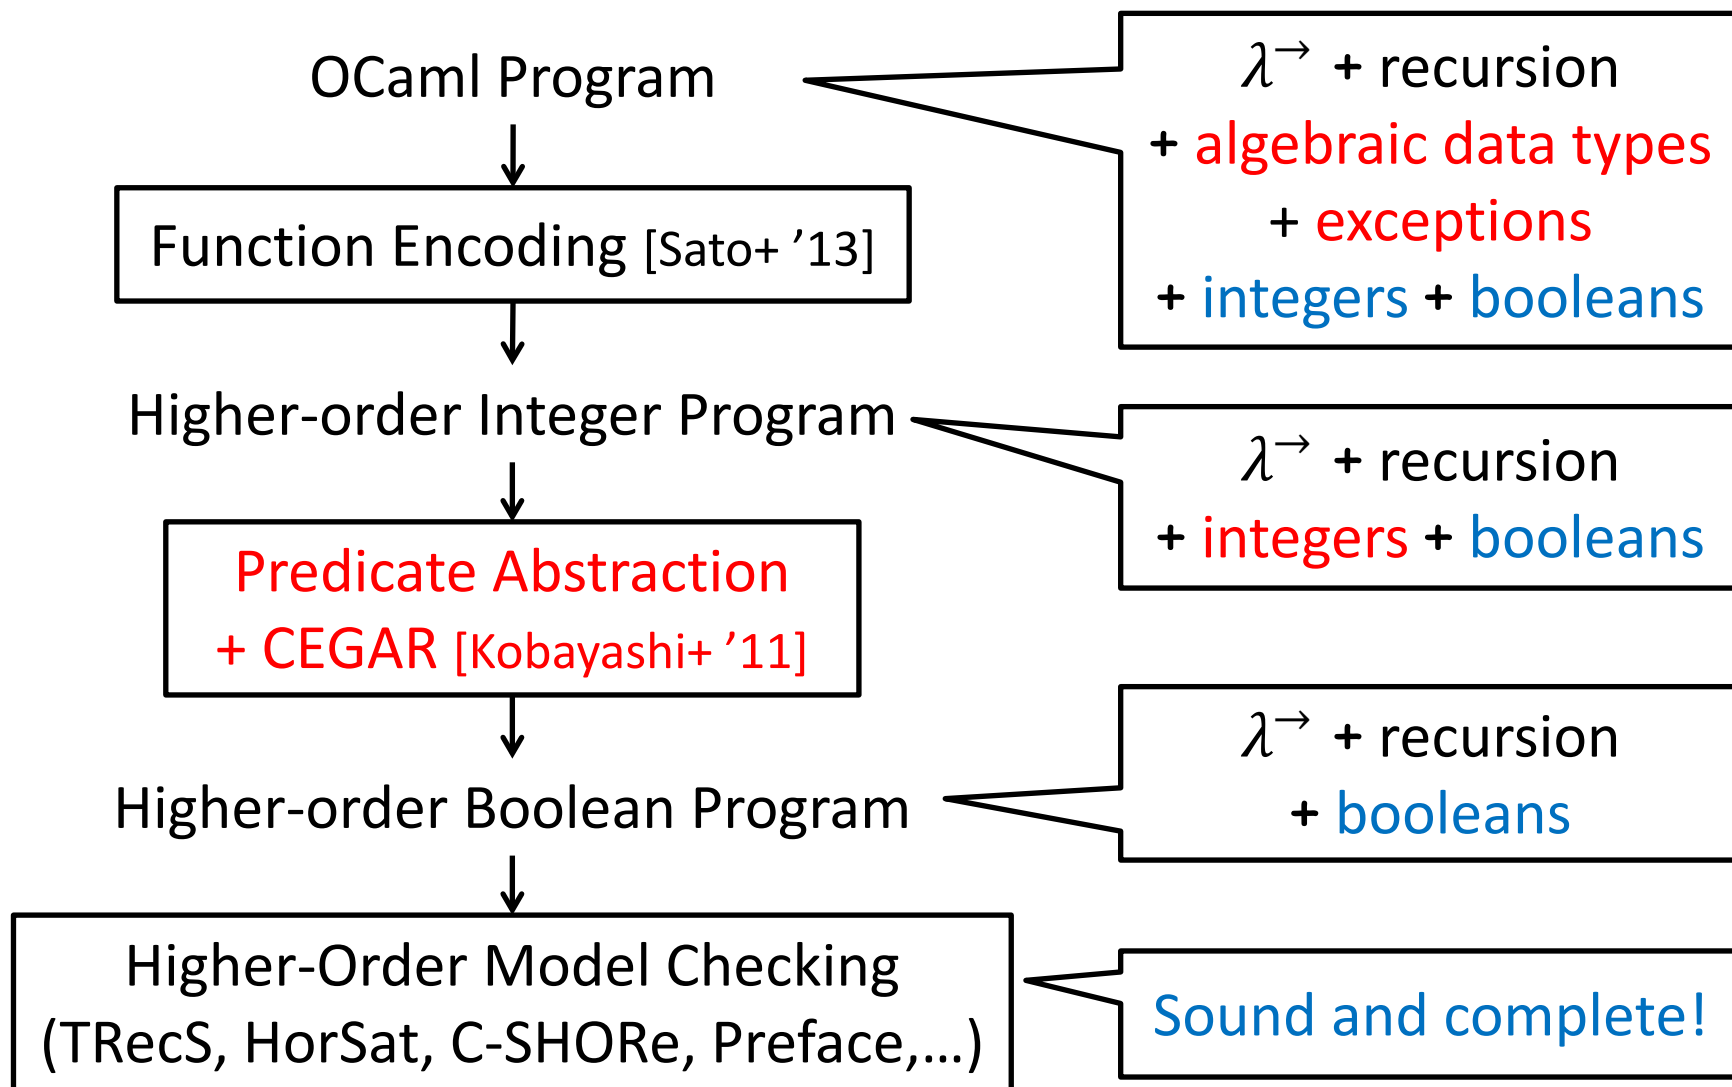 OCaml Program
λ→ + recursion
+ algebraic data types
+ exceptions
+ integers + booleans
Function Encoding [Sato+ ’13]
Higher-order Integer Program
λ→ + recursion
+ integers + booleans
Predicate Abstraction
+ CEGAR [Kobayashi+ ’11]
Higher-order Boolean Program
λ→ + recursion
+ booleans
Higher-Order Model Checking
(TRecS, HorSat, C-SHORe, Preface,...)
Sound and complete!